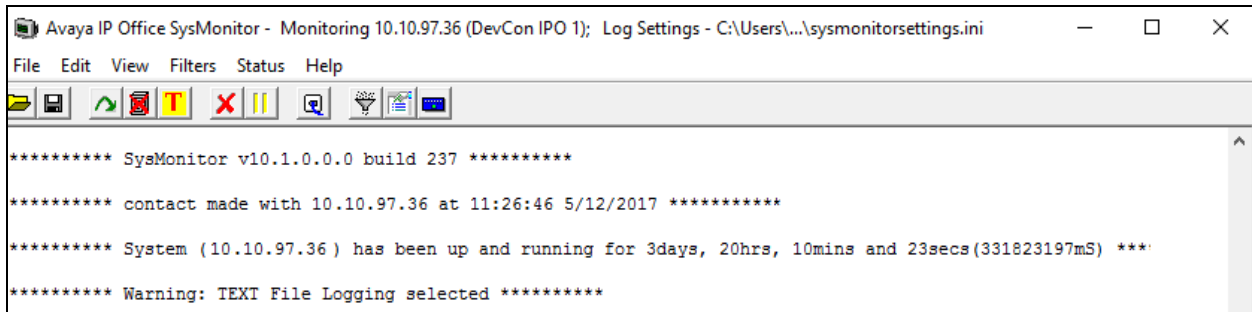 Avaya IP Office SysMonitor - Monitoring 10.10.97.36 (DevCon IPO 1); Log Settings - C:\Users\...\sysmonitorsettings.ini
File Edit View Filters Status Help
T
********** SysMonitor v10.1.0.0.0 build 237 **********
********** contact made with 10.10.97.36 at 11:26:46 5/12/2017 ***********
********** System (10.10.97.36 ) has been up and running for 3days, 20hrs, 10mins and 23secs(331823197mS) ****
********** Warning: TEXT File Logging selected **********